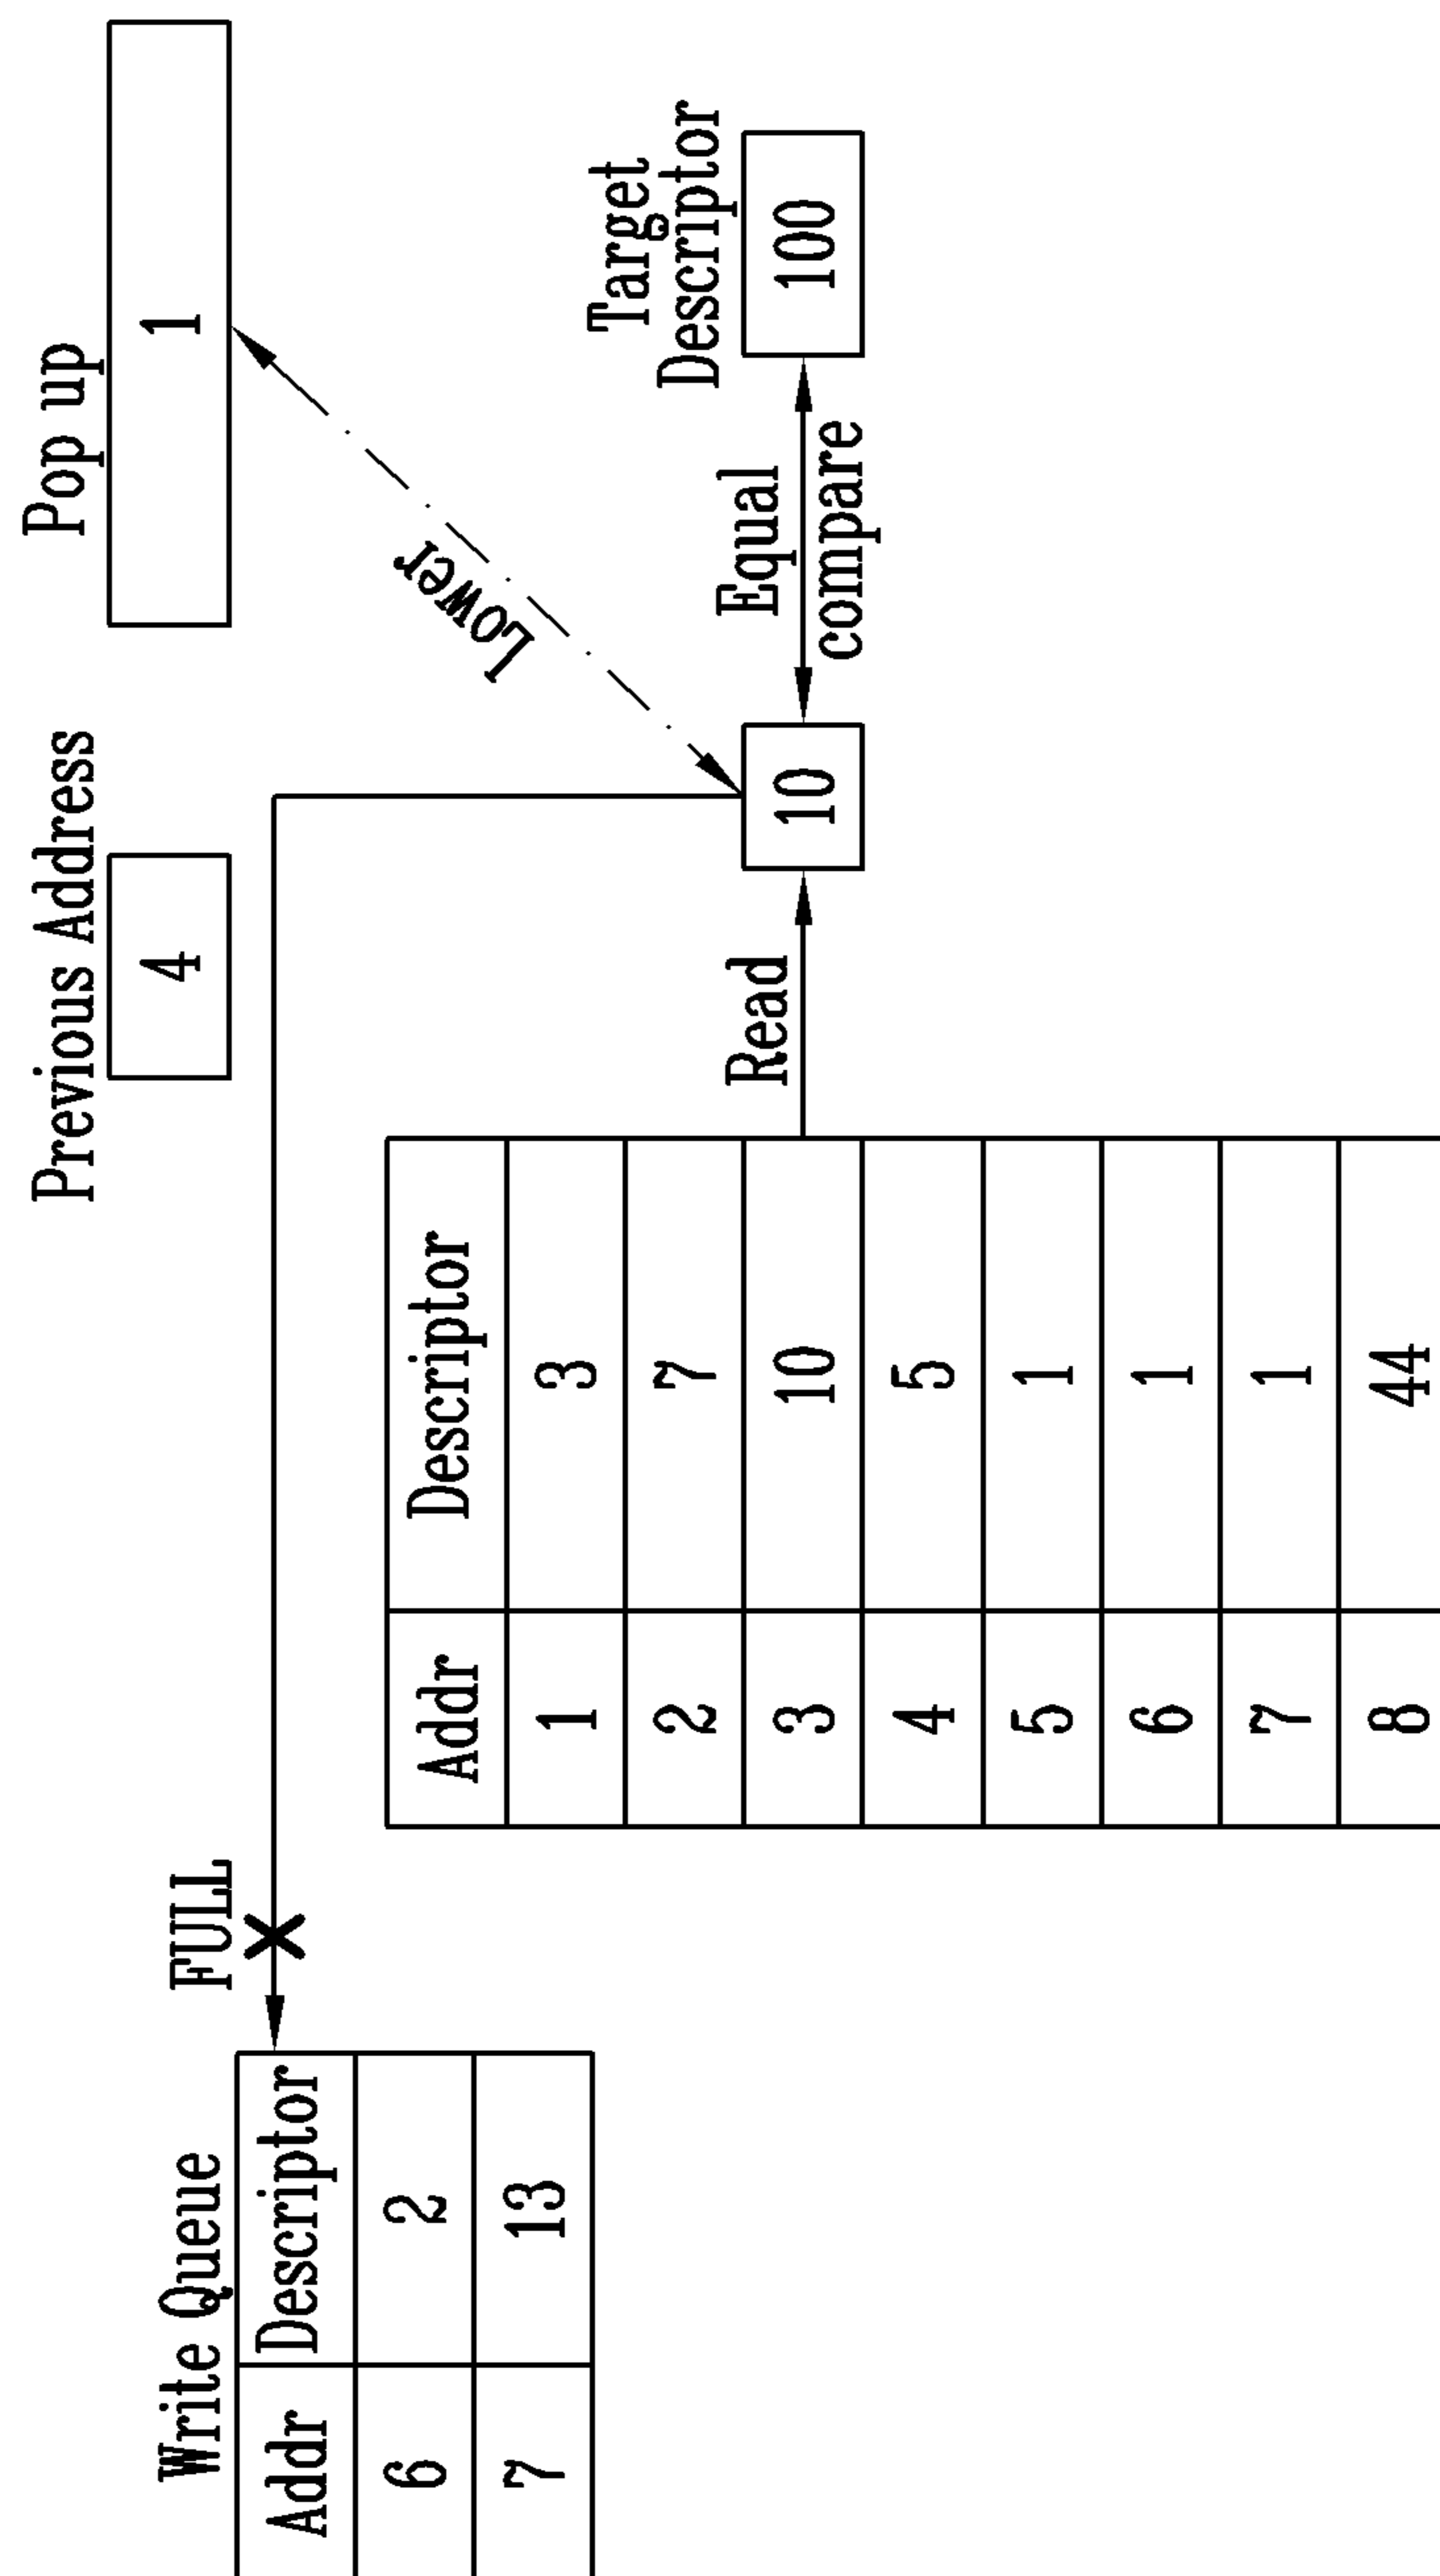 Write Queue
Addr Descriptor
6 2
7 13
FULL
Previous Address
4
Pop up
1
Lower
Addr Descriptor
1 3
2 7
3 10
4 5
5 1
6 1
7 1
8 44
Read
10
Equal
compare
Target
Descriptor
100